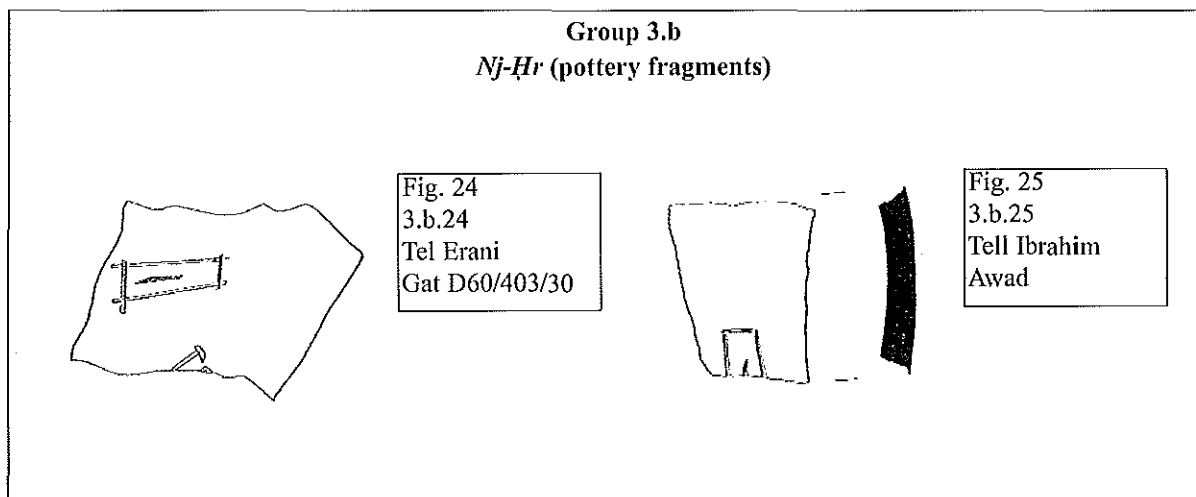 Group 3.b
Nj-Ḥr (pottery fragments)
Fig. 24
3.b.24
Tel Erani
Gat D60/403/30
Fig. 25
3.b.25
Tell Ibrahim
Awad